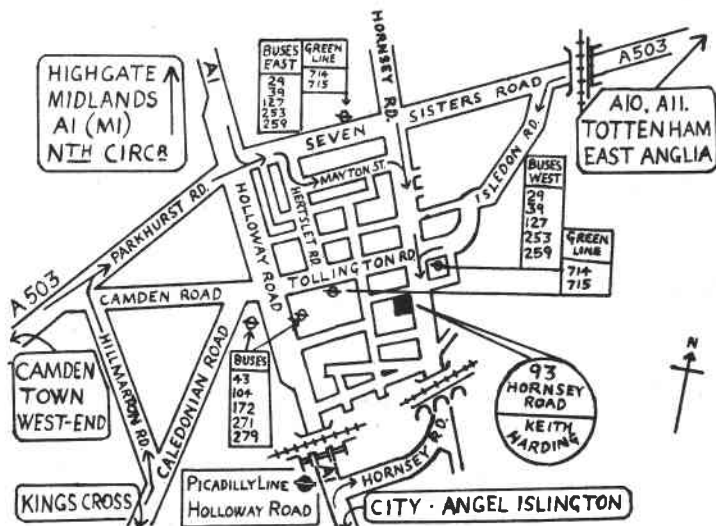 HIGHGATE
MIDLANDS
A1 (M1)
NTH CIRCR
A1
BUSES
EAST
29
39
127
253
259
GREEN
LINE
714
715
HORNSEY RD.
A503
A10, A11.
TOTTENHAM
EAST ANGLIA
SEVEN SISTERS ROAD
MAYTON ST.
ISLEDON RD.
BUSES
WEST
29
39
127
253
259
GREEN
LINE
714
715
PARKHURST RD.
HOLLOWAY ROAD
HERTSLET RD
TOLLINGTON RD.
A503
CAMDEN ROAD
CAMDEN
TOWN
WEST-END
HILLMARTON RD.
CALEDONIAN ROAD
BUSES
43
104
172
271
279
93
HORNSEY
ROAD
KEITH
HARDING
N
KINGS CROSS
PICADILLY LINE
HOLLOWAY ROAD
A1
HORNSEY RD.
CITY · ANGEL ISLINGTON